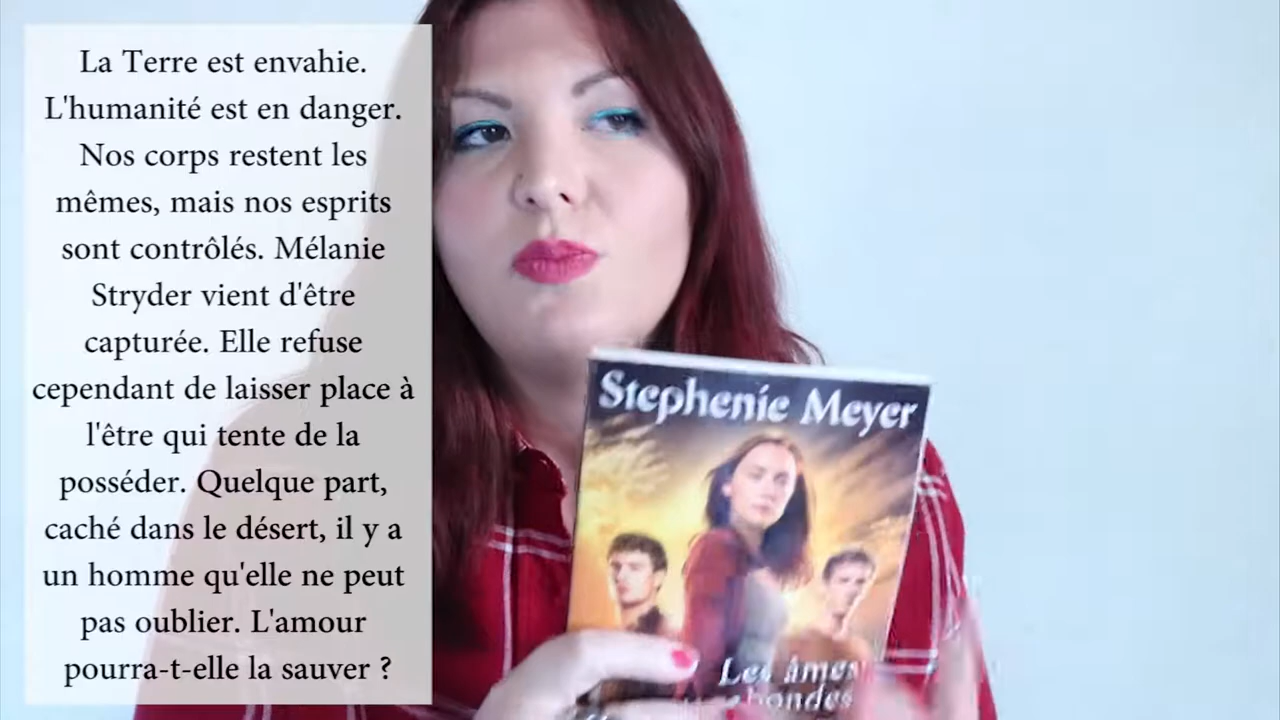 La Terre est envahie.
L'humanité est en danger.
Nos corps restent les
mêmes, mais nos esprits
sont contrôlés. Mélanie
Stryder vient d'être
capturée. Elle refuse
cependant de laisser place à
l'être qui tente de la
posséder. Quelque part,
caché dans le désert, il y a
un homme qu'elle ne peut
pas oublier. L'amour
pourra-t-elle la sauver ?
Stephenie Meyer
Les âmes